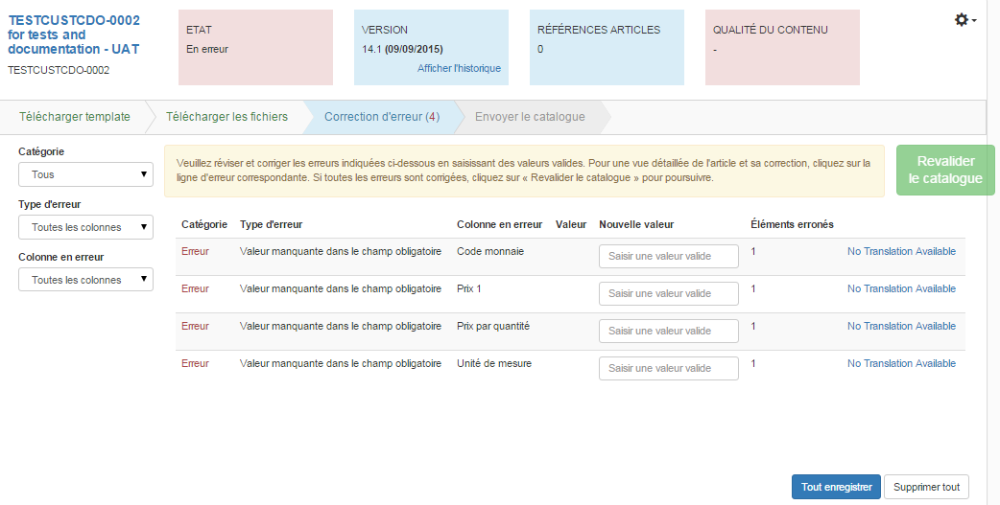 TESTCUSTCDO-0002
for tests and
documentation - UAT
TESTCUSTCDO-0002
ETAT
En erreur
VERSION
14.1 (09/09/2015)
Afficher l'historique
RÉFÉRENCES ARTICLES
0
QUALITÉ DU CONTENU
-
Télécharger template
Télécharger les fichiers
Correction d'erreur (4)
Envoyer le catalogue
Catégorie
Tous
Type d'erreur
Toutes les colonnes
Colonne en erreur
Toutes les colonnes
Veuillez réviser et corriger les erreurs indiquées ci-dessous en saisissant des valeurs valides. Pour une vue détaillée de l'article et sa correction, cliquez sur la
ligne d'erreur correspondante. Si toutes les erreurs sont corrigées, cliquez sur « Revalider le catalogue » pour poursuivre.
Revalider
le catalogue
Catégorie Type d'erreur Colonne en erreur Valeur Nouvelle valeur Éléments erronés
Erreur Valeur manquante dans le champ obligatoire Code monnaie Saisir une valeur valide 1 No Translation Available
Erreur Valeur manquante dans le champ obligatoire Prix 1 Saisir une valeur valide 1 No Translation Available
Erreur Valeur manquante dans le champ obligatoire Prix par quantité Saisir une valeur valide 1 No Translation Available
Erreur Valeur manquante dans le champ obligatoire Unité de mesure Saisir une valeur valide 1 No Translation Available
Tout enregistrer
Supprimer tout